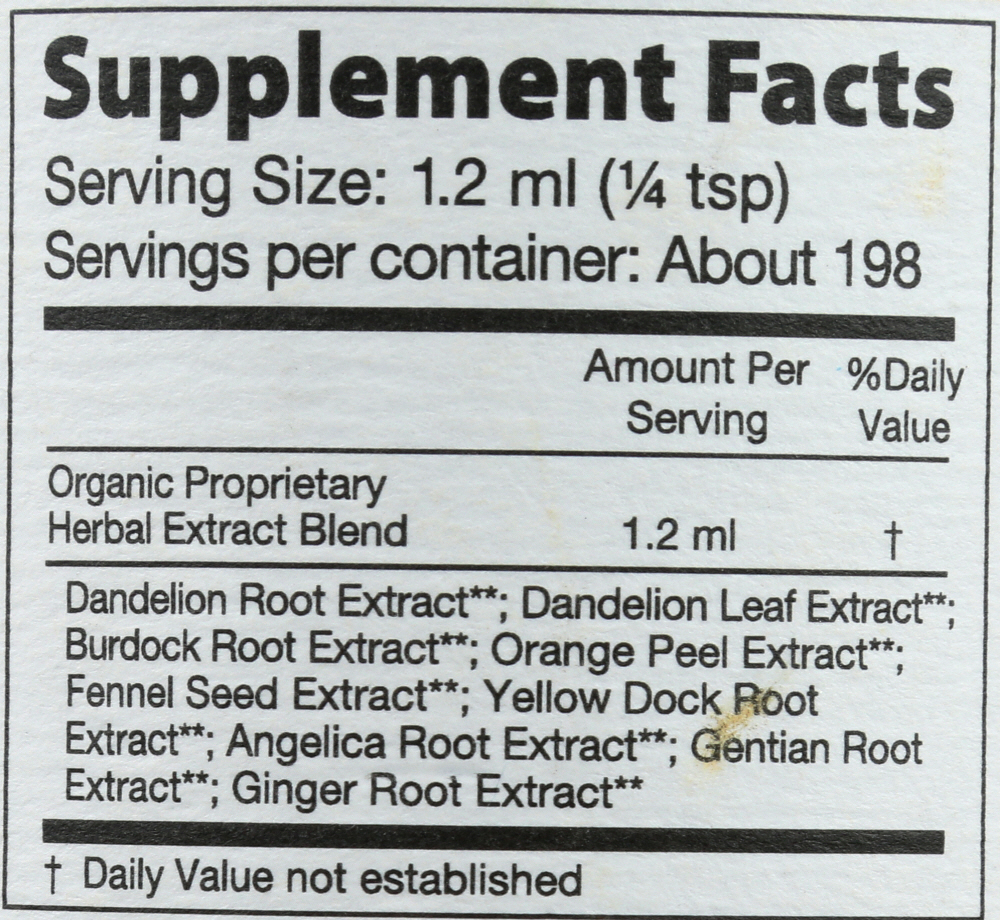 Supplement Facts
Serving Size: 1.2 ml (¼ tsp)
Servings per container: About 198
Amount Per %Daily
Serving Value
Organic Proprietary
Herbal Extract Blend 1.2 ml †
Dandelion Root Extract**; Dandelion Leaf Extract**;
Burdock Root Extract**; Orange Peel Extract**;
Fennel Seed Extract**; Yellow Dock Root
Extract**; Angelica Root Extract**; Gentian Root
Extract**; Ginger Root Extract**
† Daily Value not established